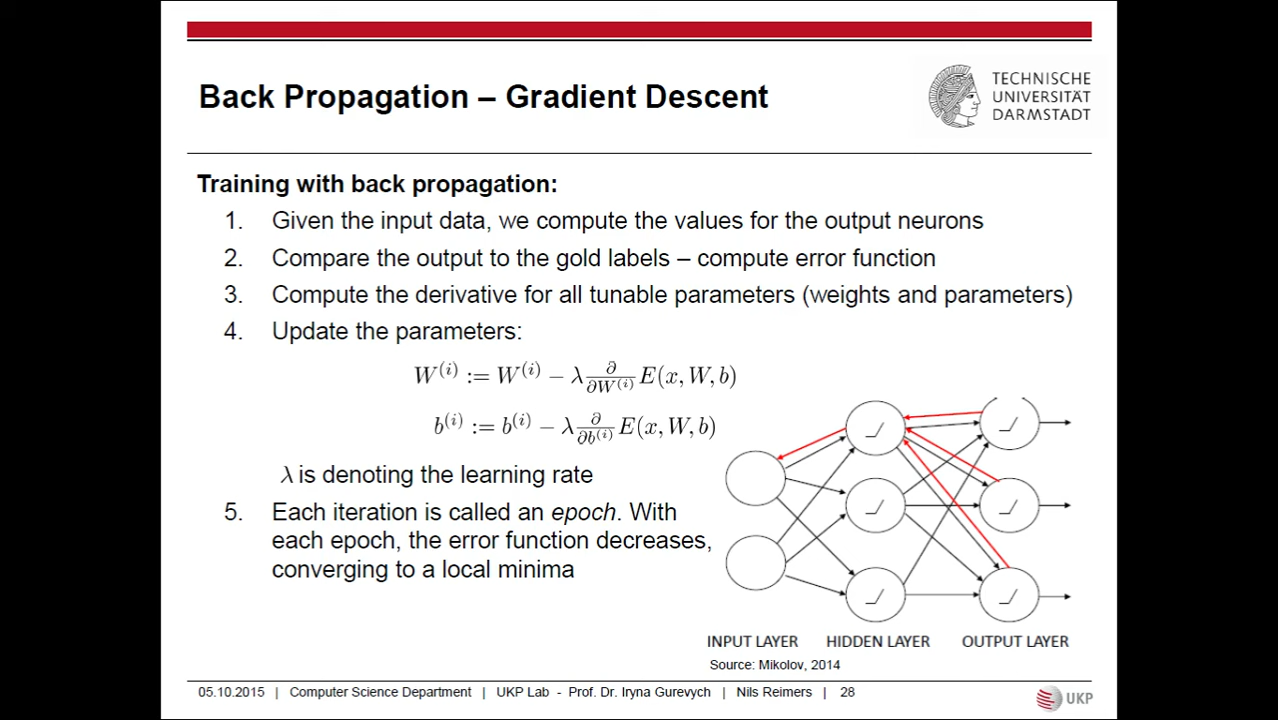 Back Propagation – Gradient Descent
TECHNISCHE
UNIVERSITÄT
DARMSTADT
Training with back propagation:
1. Given the input data, we compute the values for the output neurons
2. Compare the output to the gold labels – compute error function
3. Compute the derivative for all tunable parameters (weights and parameters)
4. Update the parameters:
W^(i) := W^(i) − λ ∂/∂W^(i) E(x, W, b)
b^(i) := b^(i) − λ ∂/∂b^(i) E(x, W, b)
λ is denoting the learning rate
5. Each iteration is called an epoch. With
each epoch, the error function decreases,
converging to a local minima
INPUT LAYER HIDDEN LAYER OUTPUT LAYER
Source: Mikolov, 2014
05.10.2015 | Computer Science Department | UKP Lab - Prof. Dr. Iryna Gurevych | Nils Reimers | 28
UKP